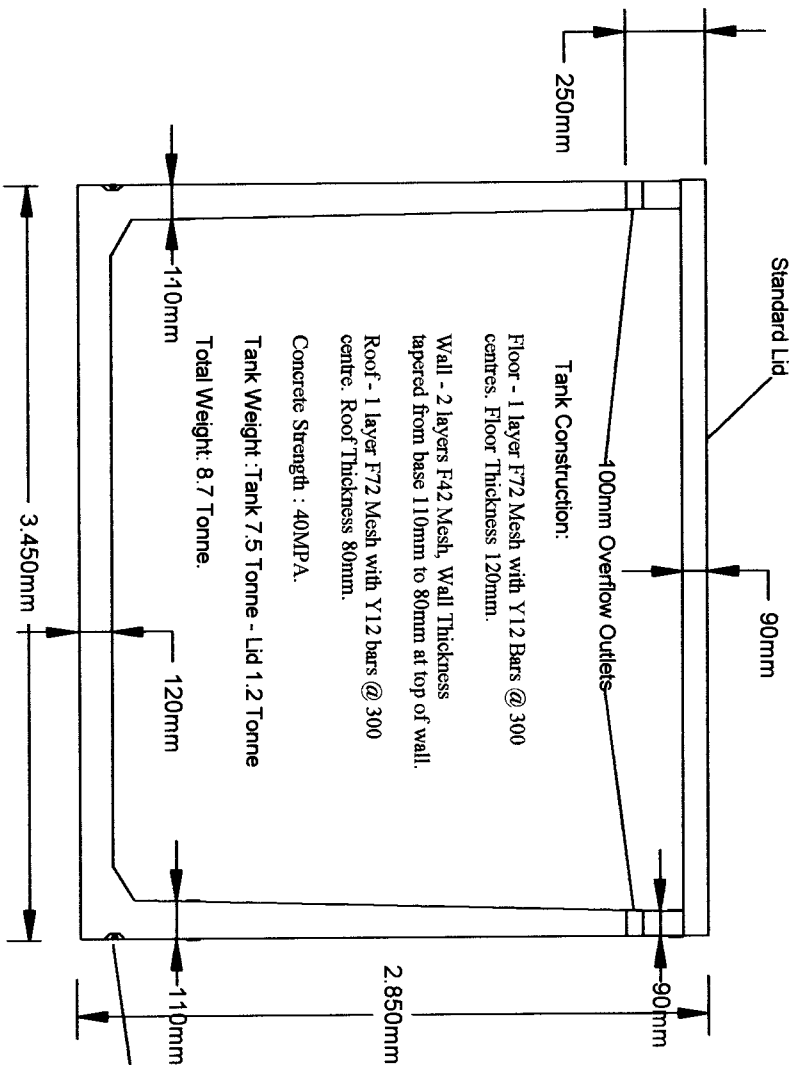 Standard Lid
250mm
90mm
100mm Overflow Outlets
90mm
Tank Construction:
Floor - 1 layer F72 Mesh with Y12 Bars @ 300
centres. Floor Thickness 120mm.
Wall - 2 layers F42 Mesh, Wall Thickness
tapered from base 110mm to 80mm at top of wall.
Roof - 1 layer F72 Mesh with Y12 bars @ 300
centre. Roof Thickness 80mm.
Concrete Strength : 40MPA.
Tank Weight : Tank 7.5 Tonne - Lid 1.2 Tonne
Total Weight: 8.7 Tonne.
2.850mm
110mm
120mm
110mm
3.450mm